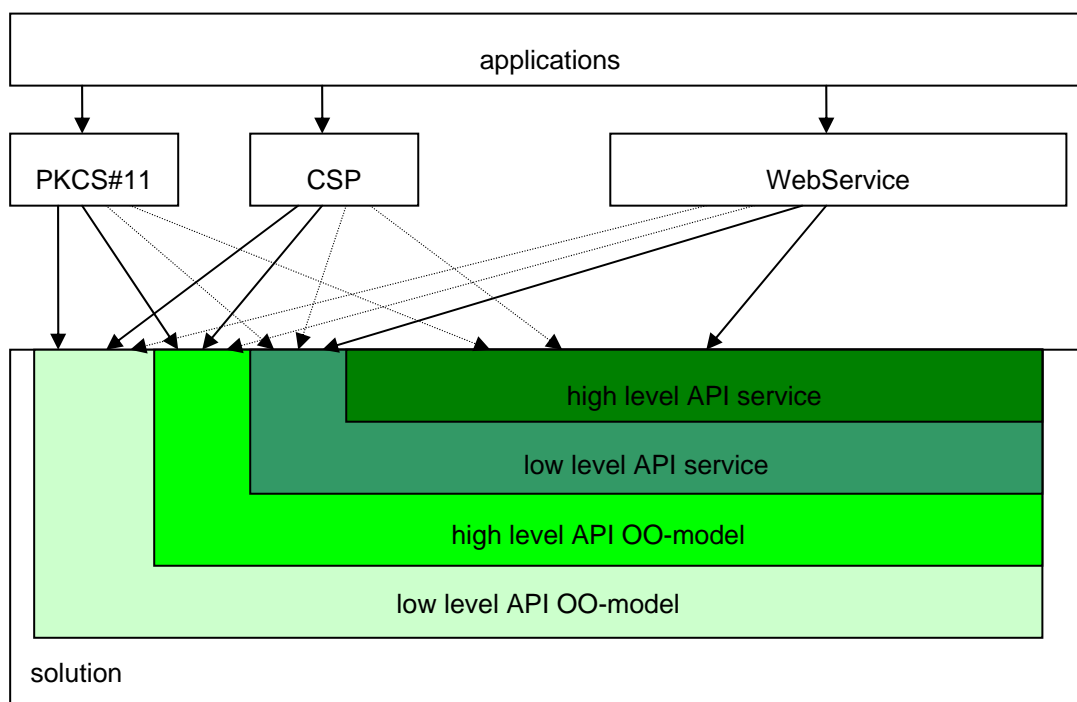 applications
PKCS#11
CSP
WebService
high level API service
low level API service
high level API OO-model
low level API OO-model
solution